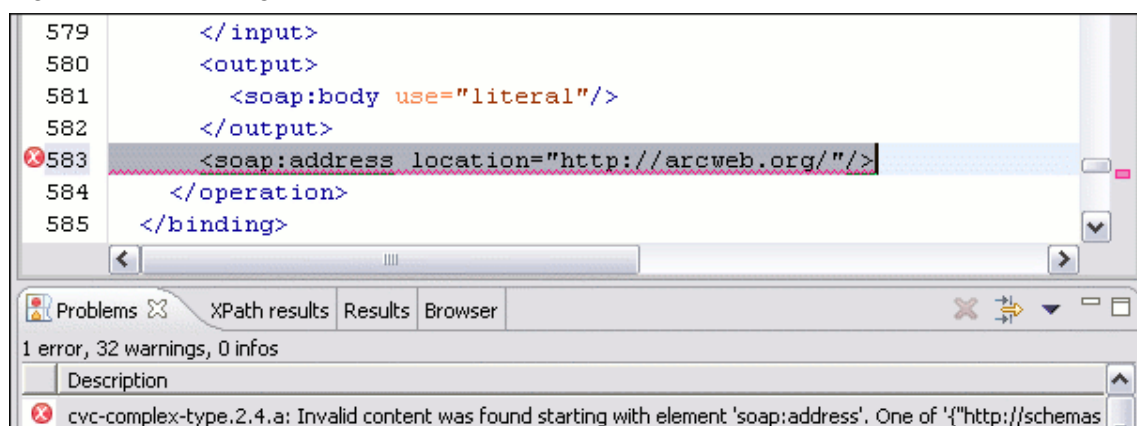 579 </input>
580 <output>
581 <soap:body use="literal"/>
582 </output>
583 <soap:address location="http://arcweb.org/"/>
584 </operation>
585 </binding>
Problems XPath results Results Browser
1 error, 32 warnings, 0 infos
Description
cvc-complex-type.2.4.a: Invalid content was found starting with element 'soap:address'. One of '{"http://schemas